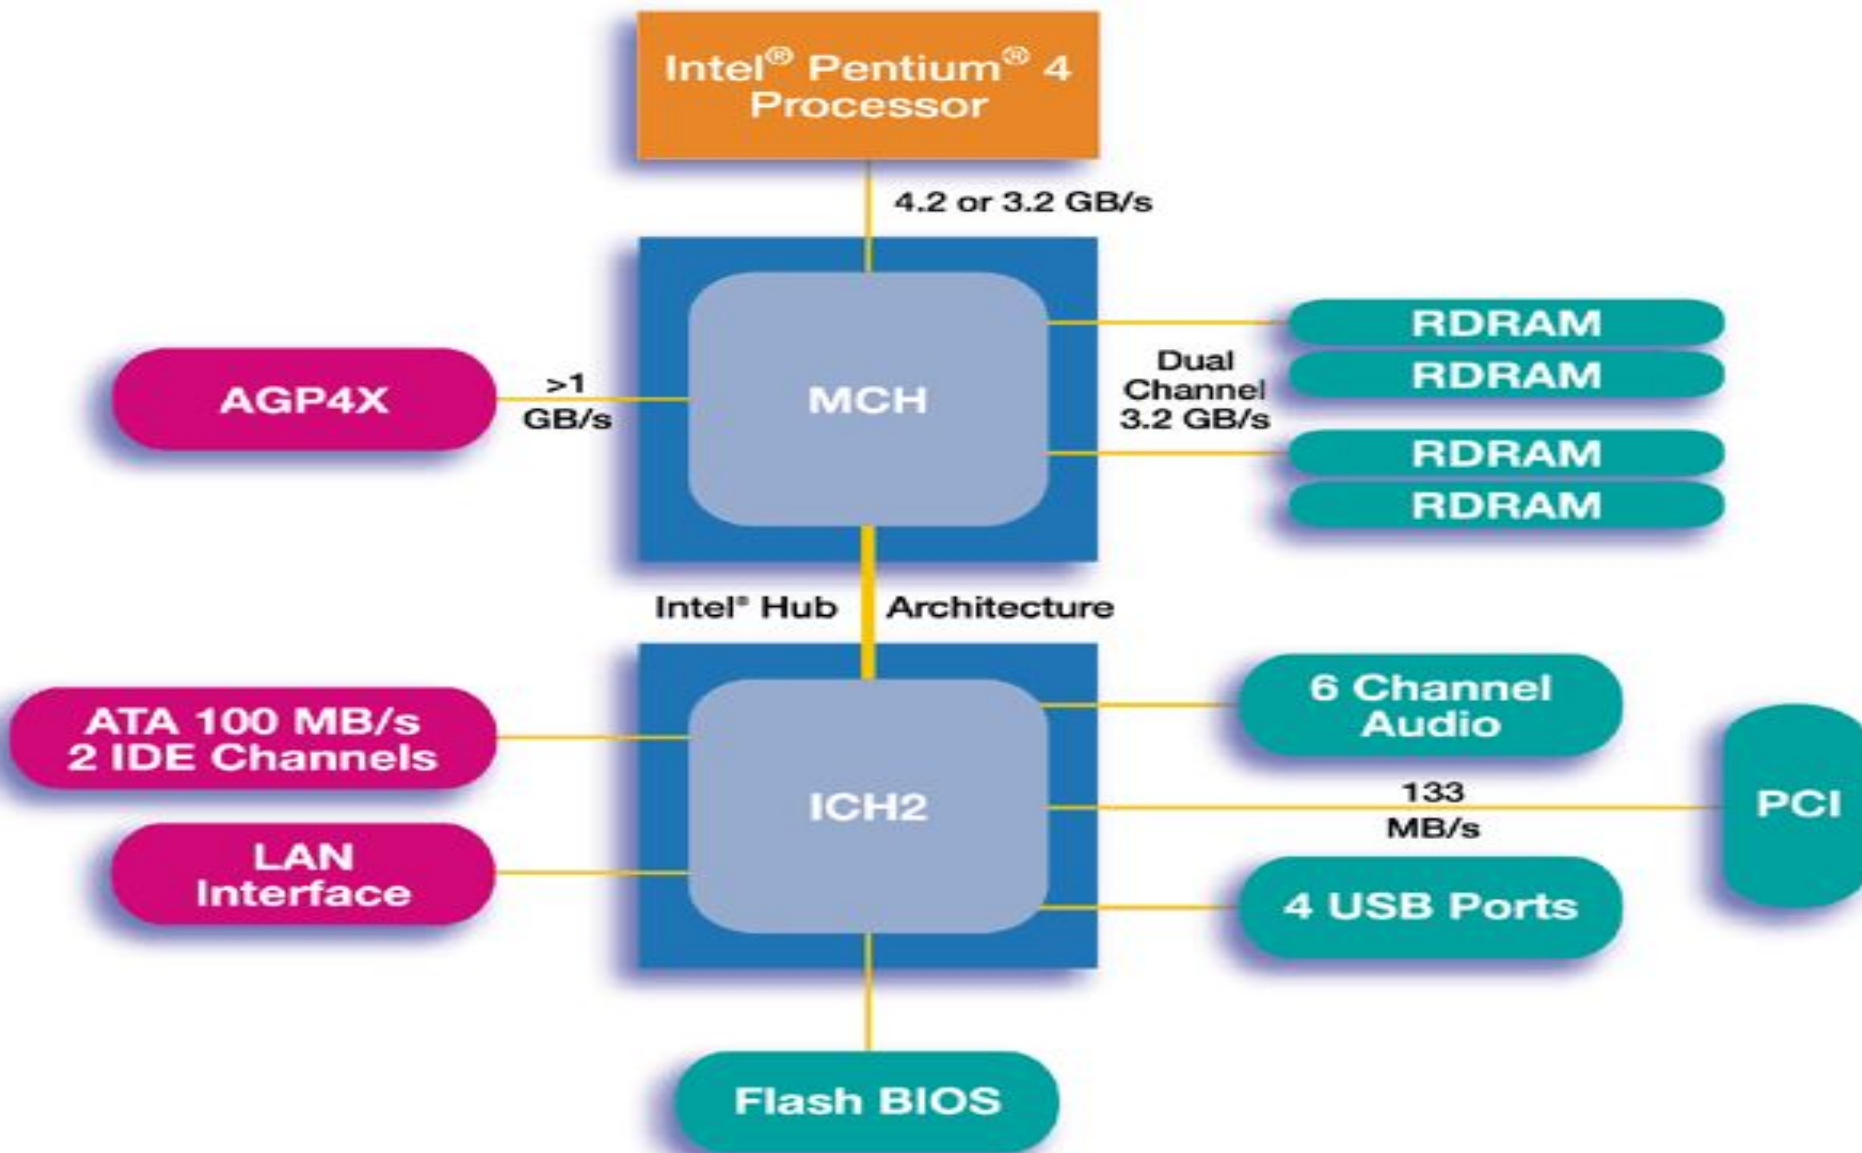 Intel® Pentium® 4
Processor
4.2 or 3.2 GB/s
MCH
AGP4X
>1
GB/s
Dual
Channel
3.2 GB/s
RDRAM
RDRAM
RDRAM
RDRAM
Intel® Hub Architecture
ICH2
ATA 100 MB/s
2 IDE Channels
LAN
Interface
6 Channel
Audio
133
MB/s
PCI
4 USB Ports
Flash BIOS